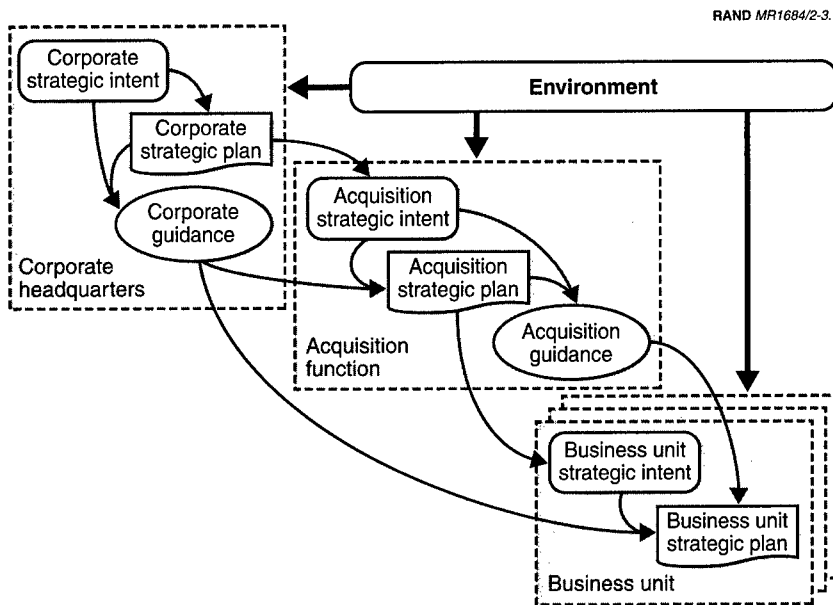 RAND MR1684/2-3.
Corporate
strategic intent
Environment
Corporate
strategic plan
Acquisition
strategic intent
Corporate
guidance
Corporate
headquarters
Acquisition
strategic plan
Acquisition
guidance
Acquisition
function
Business unit
strategic intent
Business unit
strategic plan
Business unit